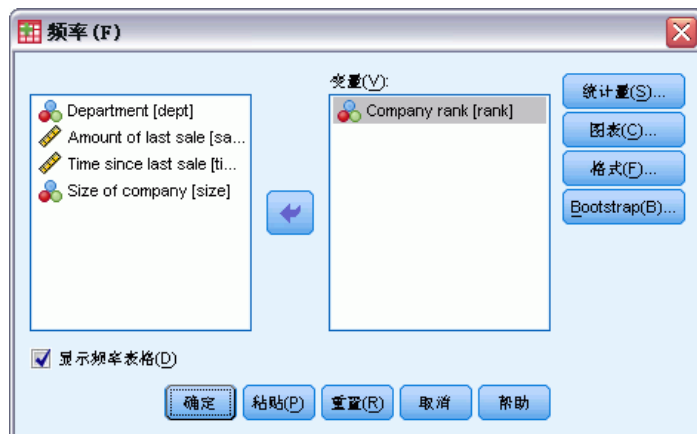 频率(F)
变量(V):
Department [dept]
Amount of last sale [sa...
Time since last sale [ti...
Size of company [size]
Company rank [rank]
统计量(S)...
图表(C)...
格式(F)...
Bootstrap(B)...
显示频率表格(D)
确定
粘贴(P)
重置(R)
取消
帮助